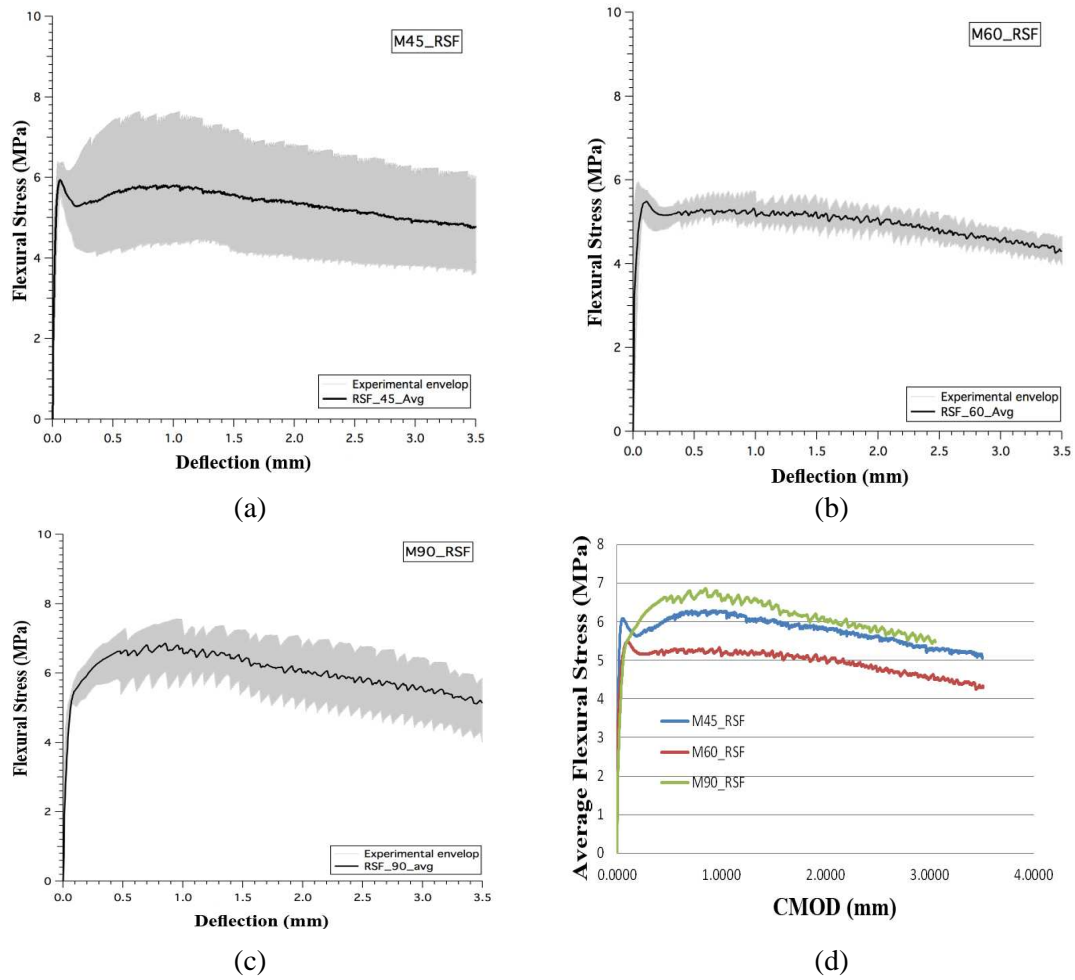 10
8
6
4
2
0
Flexural Stress (MPa)
M45_RSF
Experimental envelop
RSF_45_Avg
0.0 0.5 1.0 1.5 2.0 2.5 3.0 3.5
Deflection (mm)
(a)
10
8
6
4
2
0
Flexural Stress (MPa)
M60_RSF
Experimental envelop
RSF_60_Avg
0.0 0.5 1.0 1.5 2.0 2.5 3.0 3.5
Deflection (mm)
(b)
10
8
6
4
2
0
Flexural Stress (MPa)
M90_RSF
Experimental envelop
RSF_90_avg
0.0 0.5 1.0 1.5 2.0 2.5 3.0 3.5
Deflection (mm)
(c)
8
7
6
5
4
3
2
1
0
Average Flexural Stress (MPa)
M45_RSF
M60_RSF
M90_RSF
0.0000 1.0000 2.0000 3.0000 4.0000
CMOD (mm)
(d)